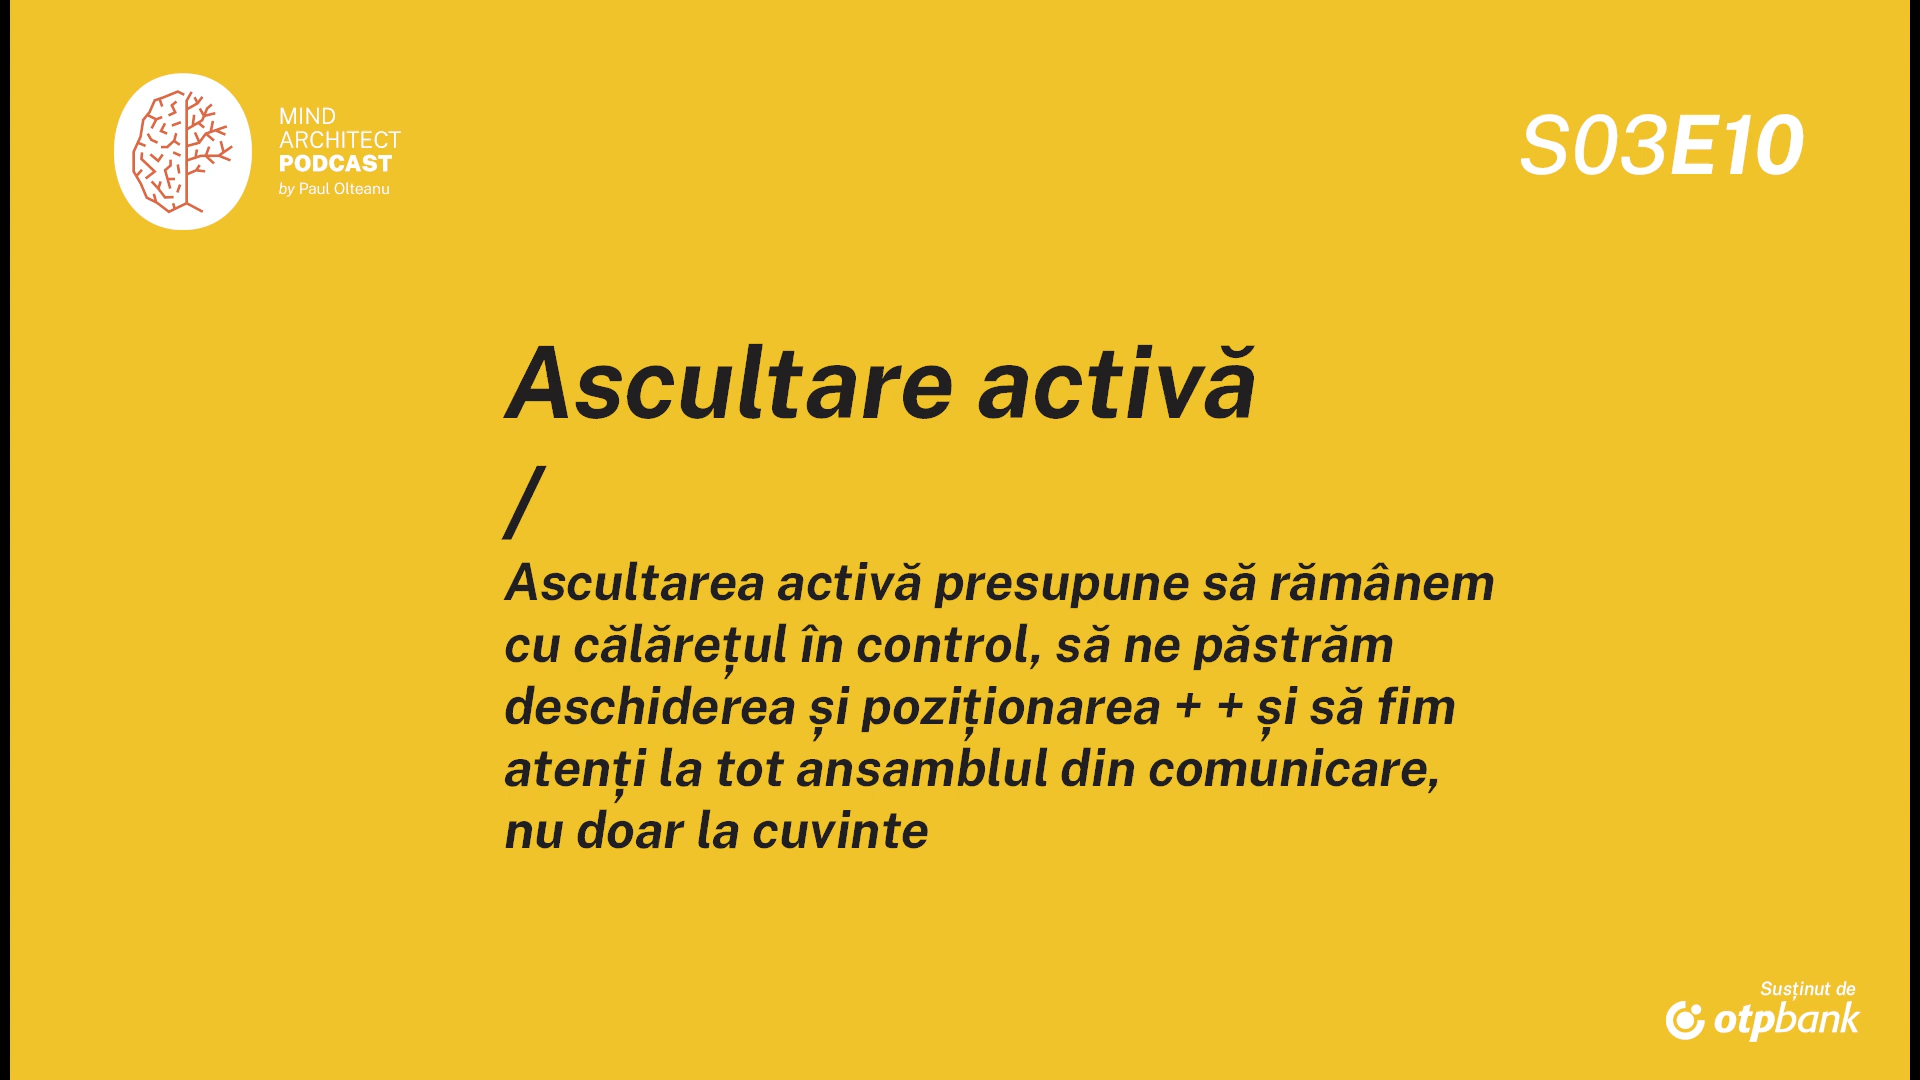 MIND
ARCHITECT
PODCAST
by Paul Olteanu
S03E10
Ascultare activă
/
Ascultarea activă presupune să rămânem
cu călărețul în control, să ne păstrăm
deschiderea și poziționarea + + și să fim
atenți la tot ansamblul din comunicare,
nu doar la cuvinte
Susținut de
otpbank